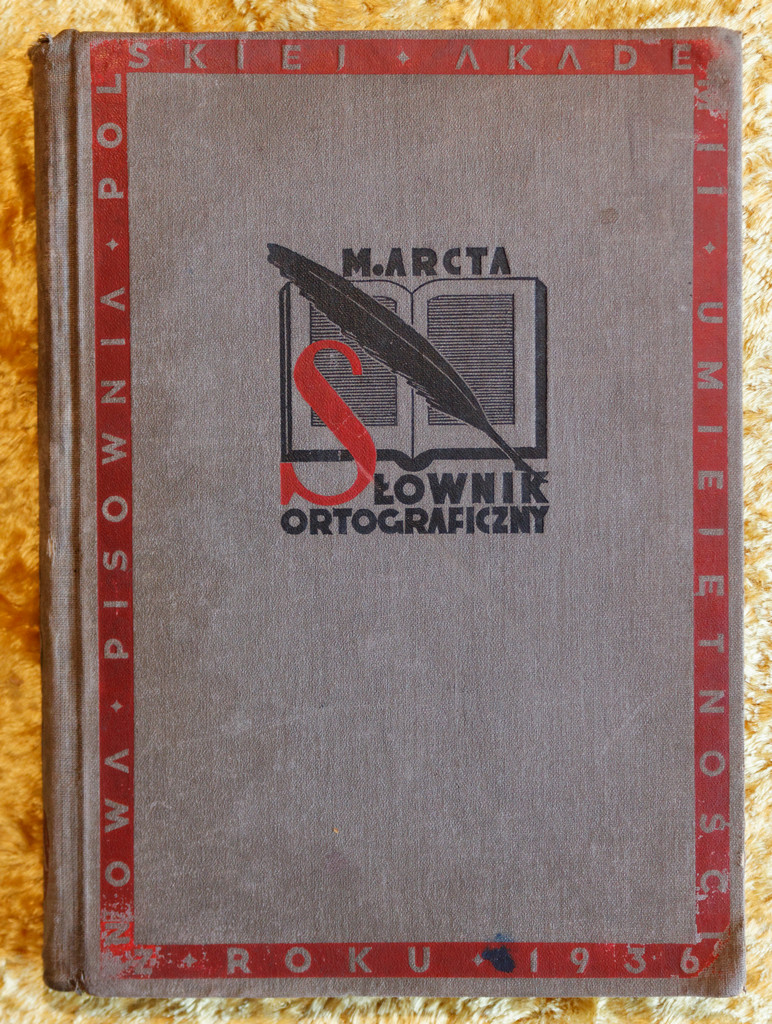 NOWA ✦ PISOWNIA ✦ POLSKIEJ ✦ AKADEMII ✦ UMIEJĘTNOŚCI
Z ✦ ROKU ✦ 1936
M. ARCTA
SŁOWNIK
ORTOGRAFICZNY